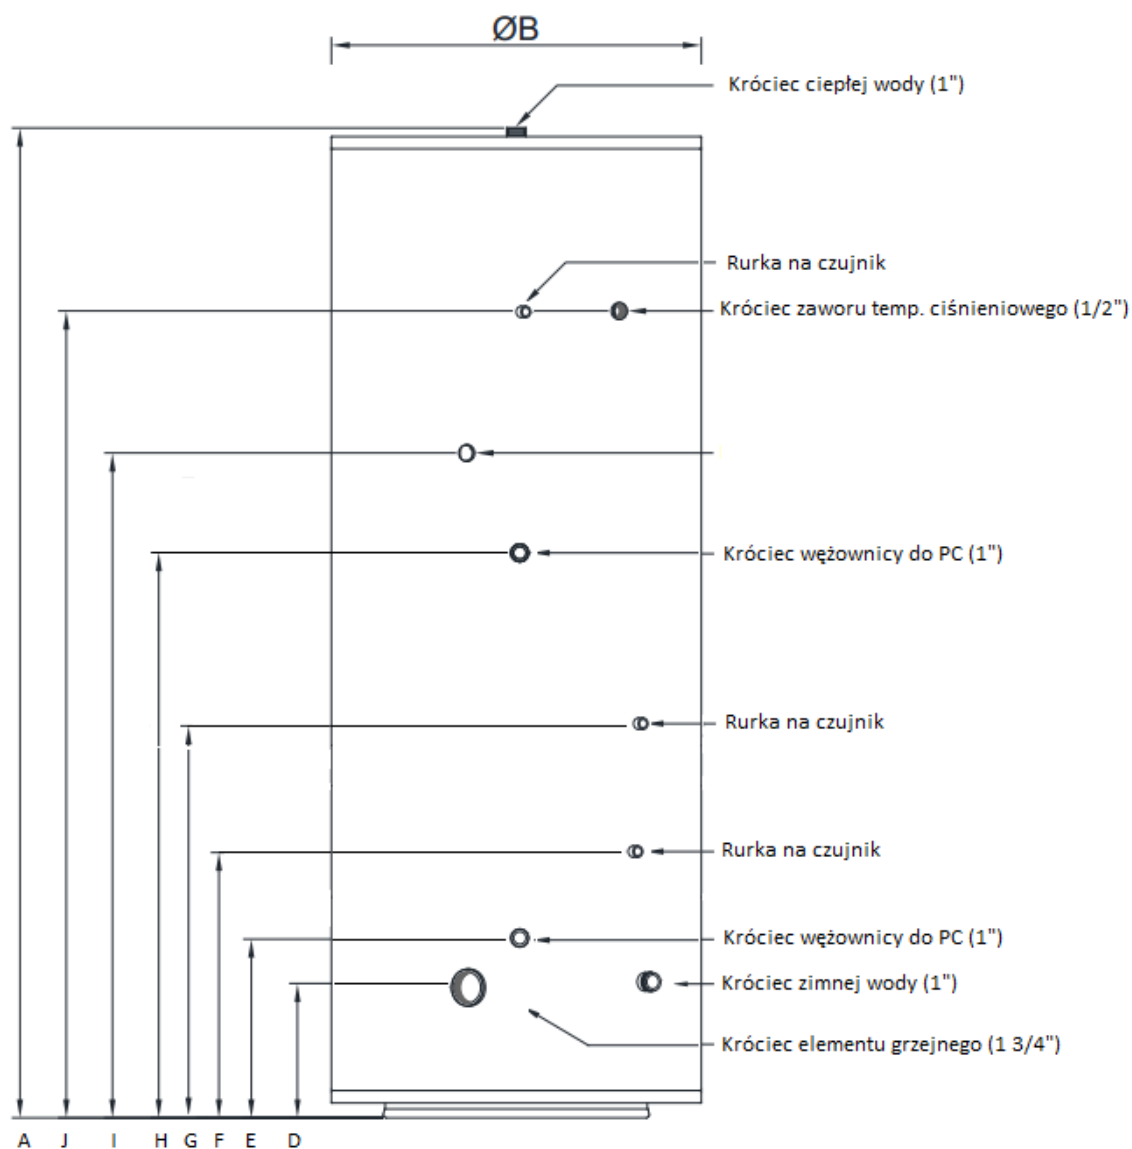 ØB
Króciec ciepłej wody (1")
Rurka na czujnik
Króciec zaworu temp. ciśnieniowego (1/2")
Króciec wężownicy do PC (1")
Rurka na czujnik
Rurka na czujnik
Króciec wężownicy do PC (1")
Króciec zimnej wody (1")
Króciec elementu grzejnego (1 3/4")
A J I H G F E D